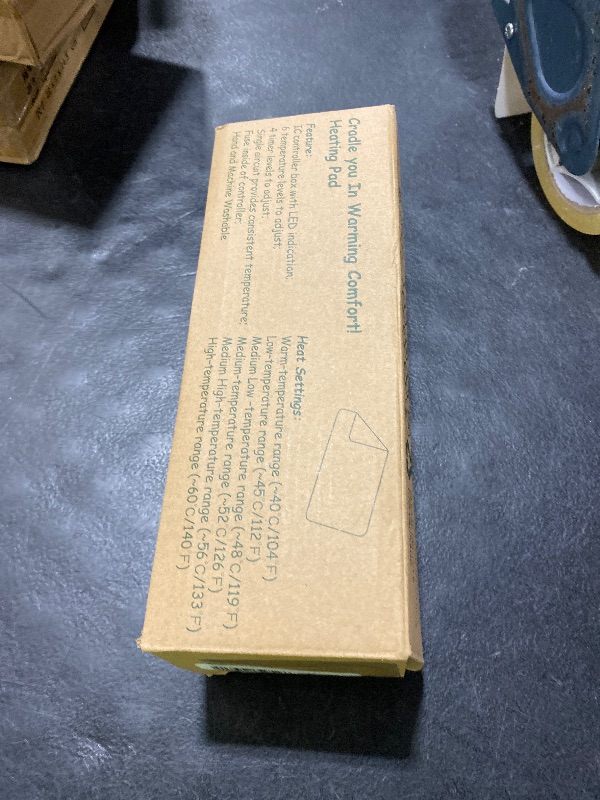 Cradle you In Warming Comfort!
Heating Pad
Feature:
IC controller box with LED indication;
6 temperature levels to adjust;
4 timer levels to adjust;
Single circuit provides consistent temperature;
Fuse inside of controller;
Hand and Machine Washable
Heat Settings:
Warm-temperature range (~40°C/104°F)
Low-temperature range (~45°C/112°F)
Medium Low -temperature range (~48°C/119°F)
Medium-temperature range (~52°C/126°F)
Medium High-temperature range (~56°C/133°F)
High-temperature range (~60°C/140°F)